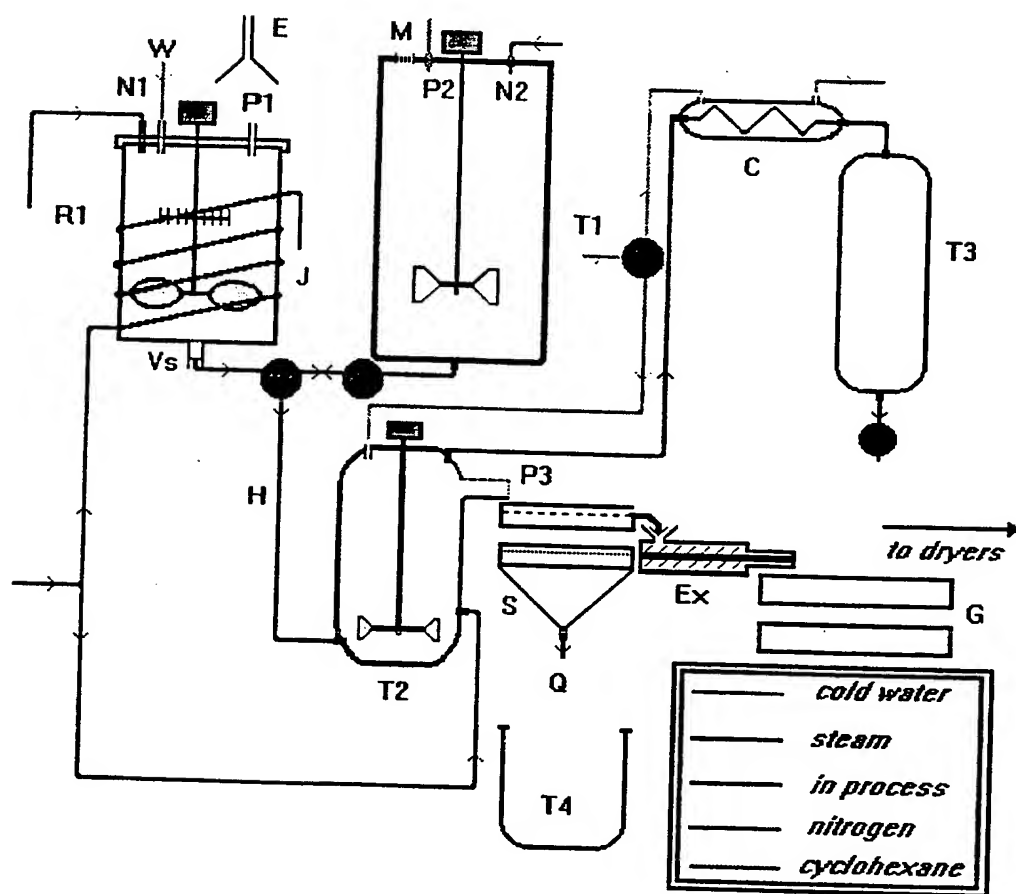 E
M
W
N1
P1
P2
N2
C
R1
T1
T3
J
Vs
P3
H
to dryers
S
Ex
G
T2
Q
cold water
steam
in process
T4
nitrogen
cyclohexane